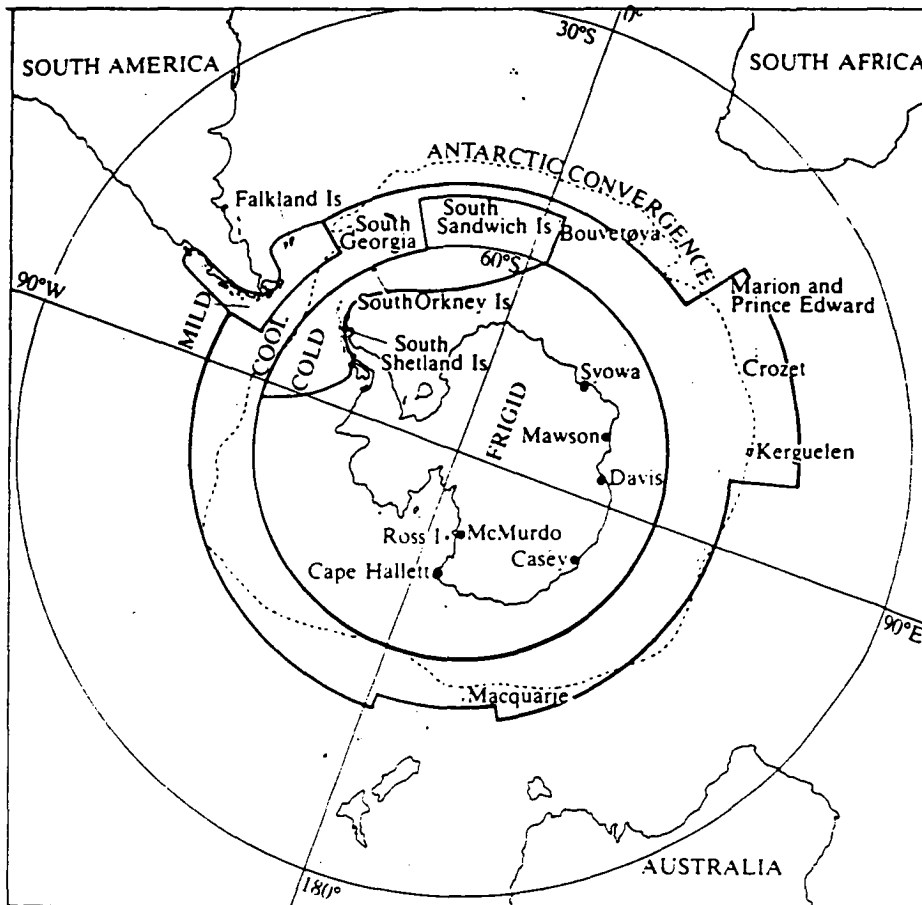 0°
30°S
SOUTH AMERICA
SOUTH AFRICA
ANTARCTIC CONVERGENCE
Falkland Is
South
Georgia
South
Sandwich Is
Bouvetøya
60°S
90°W
MILD
COOL
COLD
South Orkney Is
South
Shetland Is
Marion and
Prince Edward
Crozet
Syowa
FRIGID
Mawson
Kerguelen
Davis
Ross I
McMurdo
Casey
Cape Hallett
90°E
Macquarie
AUSTRALIA
180°